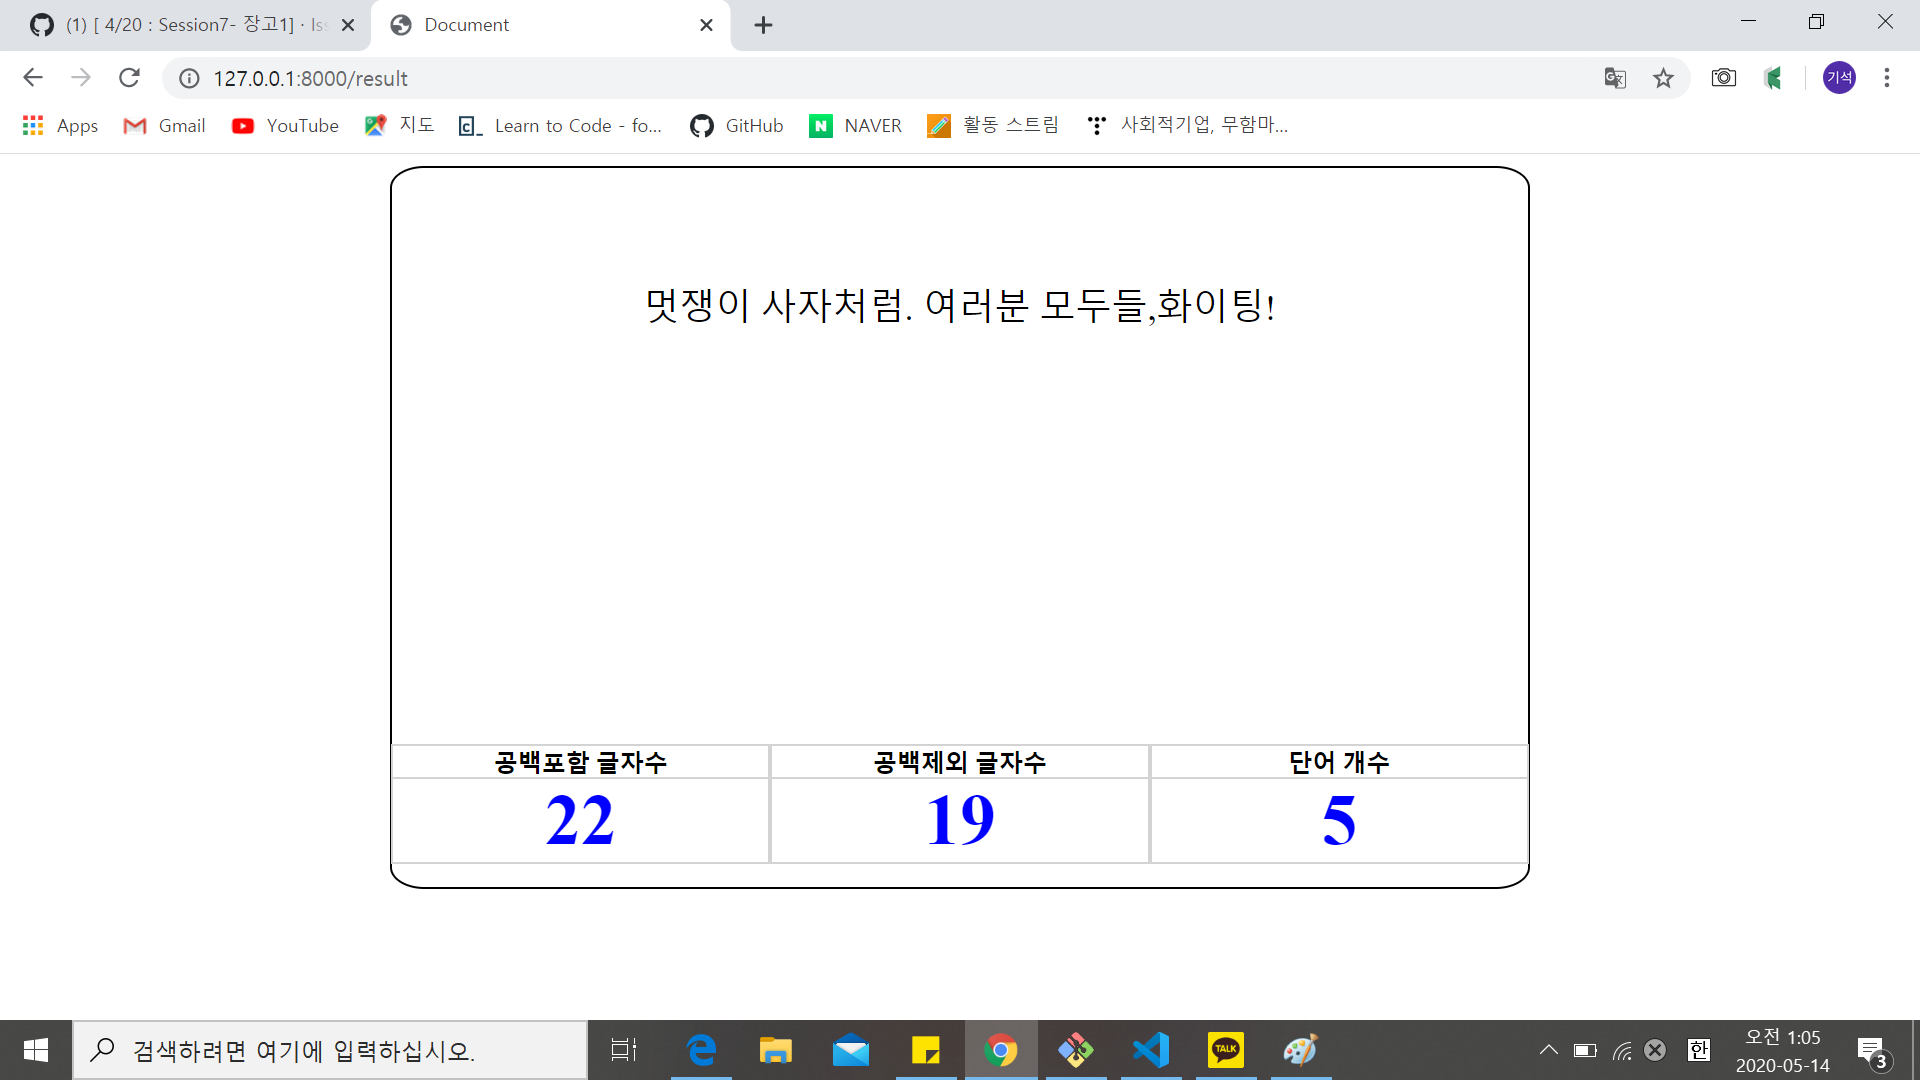 (1) [ 4/20 : Session7- 장고1] · Iss
Document
127.0.0.1:8000/result
기석
Apps
Gmail
YouTube
지도
Learn to Code - fo...
GitHub
NAVER
활동 스트림
사회적기업, 무함마...
멋쟁이 사자처럼. 여러분 모두들,화이팅!
공백포함 글자수
공백제외 글자수
단어 개수
22
19
5
검색하려면 여기에 입력하십시오.
TALK
한
오전 1:05
2020-05-14
3